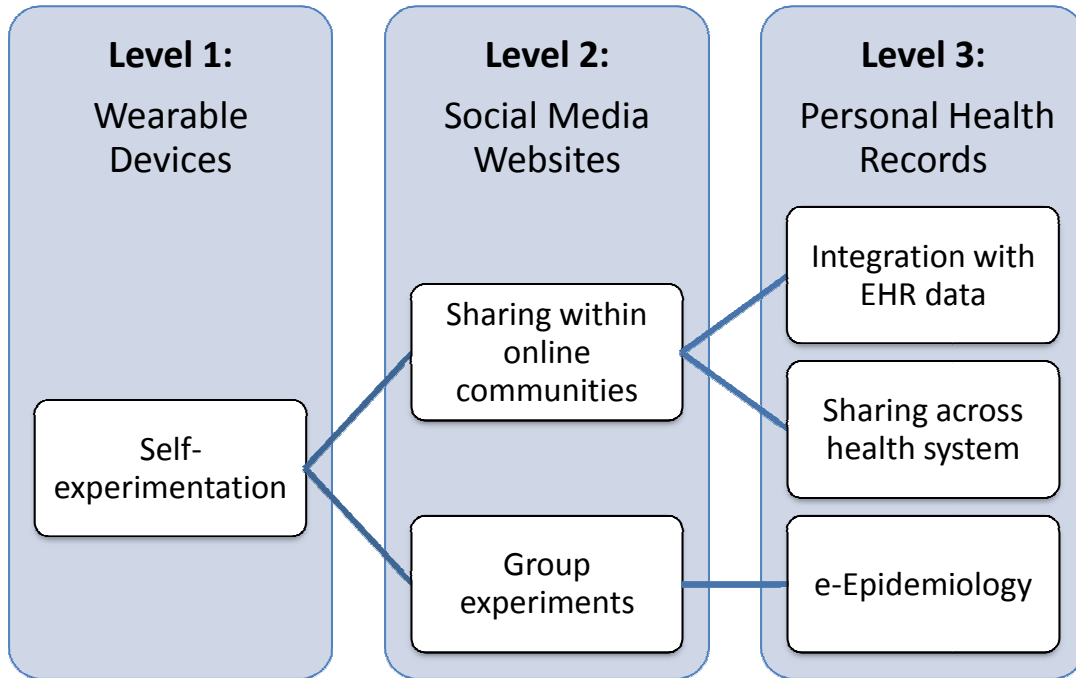 Level 1:
Wearable
Devices
Self-
experimentation
Level 2:
Social Media
Websites
Sharing within
online
communities
Group
experiments
Level 3:
Personal Health
Records
Integration with
EHR data
Sharing across
health system
e-Epidemiology